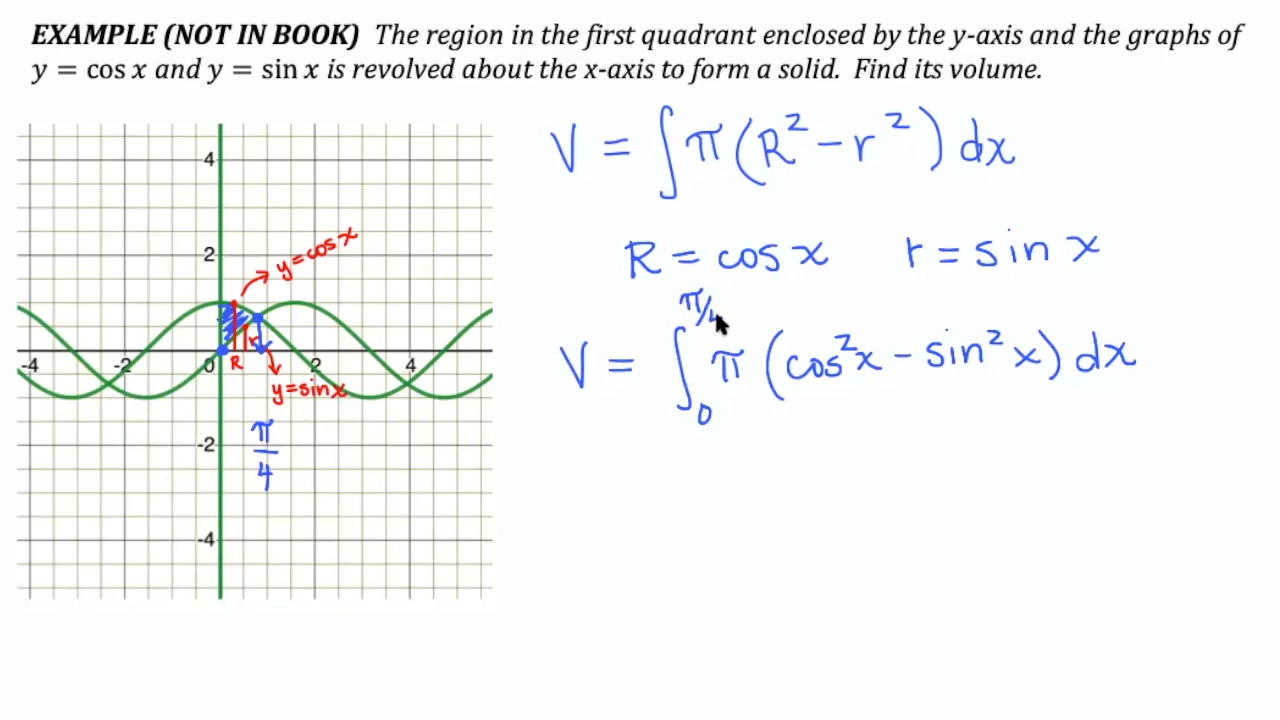 EXAMPLE (NOT IN BOOK) The region in the first quadrant enclosed by the y-axis and the graphs of
y = cos x and y = sin x is revolved about the x-axis to form a solid. Find its volume.
V = ∫ π (R² − r²) dx
R = cos x r = sin x
V = ∫₀^π/4 π (cos²x − sin²x) dx
4
y=cosx
2
-4 -2 0 2 4
R r
y=sinx
-2
π/4
-4